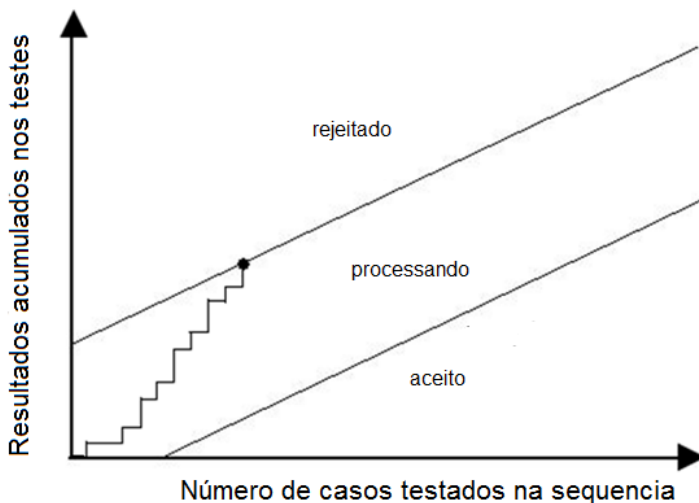 Resultados acumulados nos testes
rejeitado
processando
aceito
Número de casos testados na sequencia